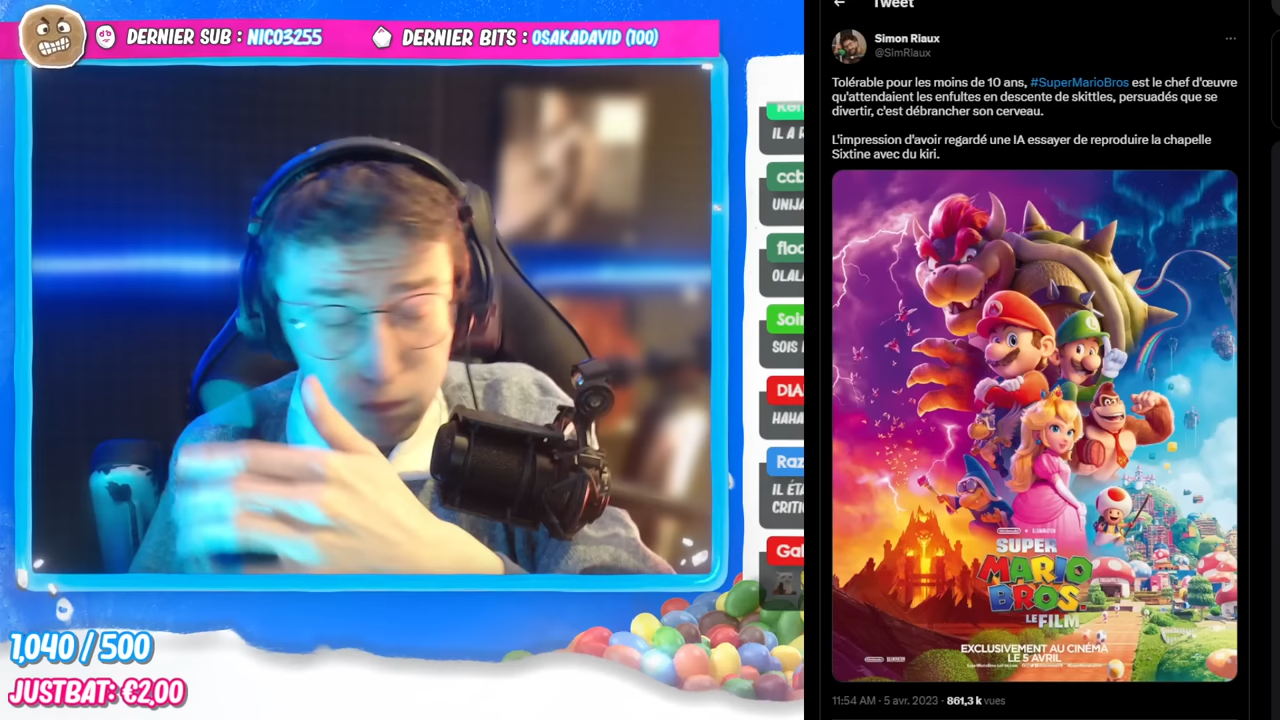 DERNIER SUB : NICO3255
DERNIER BITS : OSAKADAVID (100)
IL A
ccb
UNIJA
floc
OLALA
SOIS
DIA
HAHA
Raz
IL ÉTA
CRITI
Gal
1,040 / 500
JUSTBAT: €2,00
Tweet
Simon Riaux
@SimRiaux
Tolérable pour les moins de 10 ans, #SuperMarioBros est le chef d'œuvre
qu'attendaient les enfultes en descente de skittles, persuadés que se
divertir, c'est débrancher son cerveau.
L'impression d'avoir regardé une IA essayer de reproduire la chapelle
Sixtine avec du kiri.
SUPER
MARIO
BROS.
LE FILM
EXCLUSIVEMENT AU CINÉMA
LE 5 AVRIL
11:54 AM · 5 avr. 2023 · 861,3 k vues